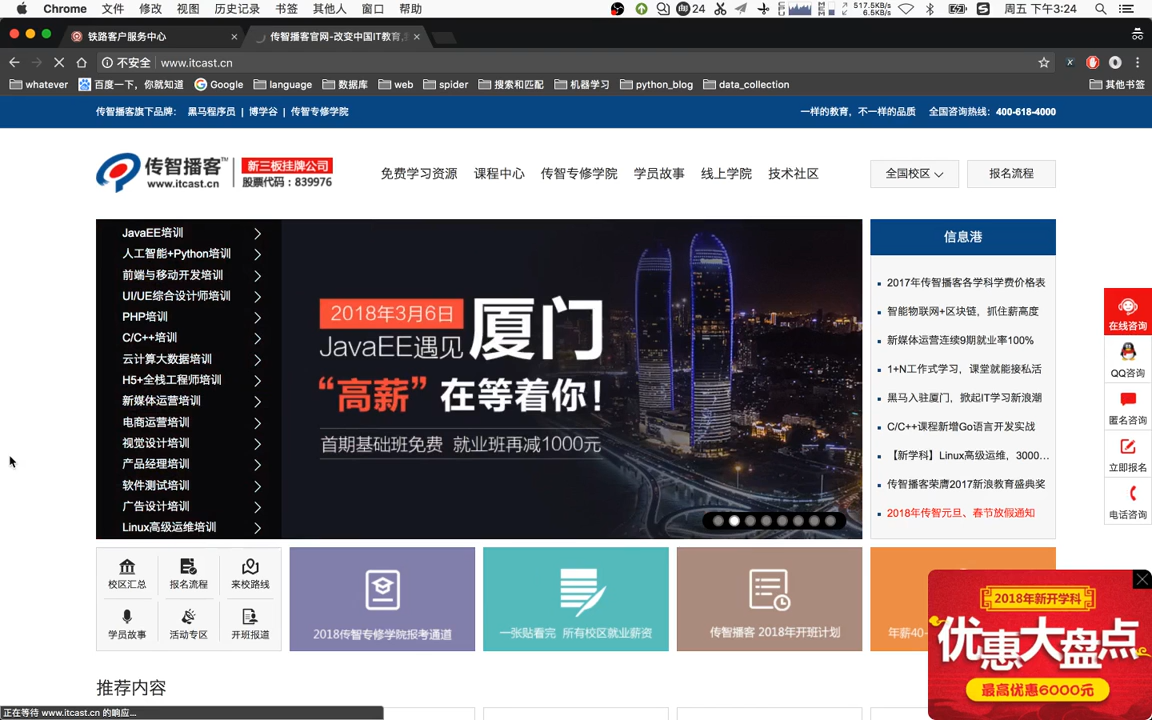 Chrome 文件 修改 视图 历史记录 书签 其他人 窗口 帮助 24 517.5KB/s 6.5KB/s 周五 下午3:24
铁路客户服务中心 传智播客官网-改变中国IT教育,
不安全 www.itcast.cn
whatever 百度一下，你就知道 Google language 数据库 web spider 搜索和匹配 机器学习 python_blog data_collection 其他书签
传智播客旗下品牌： 黑马程序员 | 博学谷 | 传智专修学院 一样的教育，不一样的品质 全国咨询热线：400-618-4000
传智播客 TM
www.itcast.cn
新三板挂牌公司
股票代码：839976
免费学习资源 课程中心 传智专修学院 学员故事 线上学院 技术社区
全国校区 报名流程
JavaEE培训
人工智能+Python培训
前端与移动开发培训
UI/UE综合设计师培训
PHP培训
C/C++培训
云计算大数据培训
H5+全栈工程师培训
新媒体运营培训
电商运营培训
视觉设计培训
产品经理培训
软件测试培训
广告设计培训
Linux高级运维培训
2018年3月6日
JavaEE遇见
厦门
“高薪”在等着你！
首期基础班免费 就业班再减1000元
信息港
2017年传智播客各学科学费价格表
智能物联网+区块链，抓住薪高度
新媒体运营连续9期就业率100%
1+N工作式学习，课堂就能接私活
黑马入驻厦门，掀起IT学习新浪潮
C/C++课程新增Go语言开发实战
【新学科】Linux高级运维，3000...
传智播客荣膺2017新浪教育盛典奖
2018年传智元旦、春节放假通知
在线咨询
QQ咨询
匿名咨询
立即报名
电话咨询
校区汇总 报名流程 来校路线
学员故事 活动专区 开班报道
2018传智专修学院报考通道
一张贴看完 所有校区就业薪资
传智播客 2018年开班计划
年薪40-
2018年新开学科
优惠大盘点
最高优惠6000元
推荐内容
正在等待 www.itcast.cn 的响应...